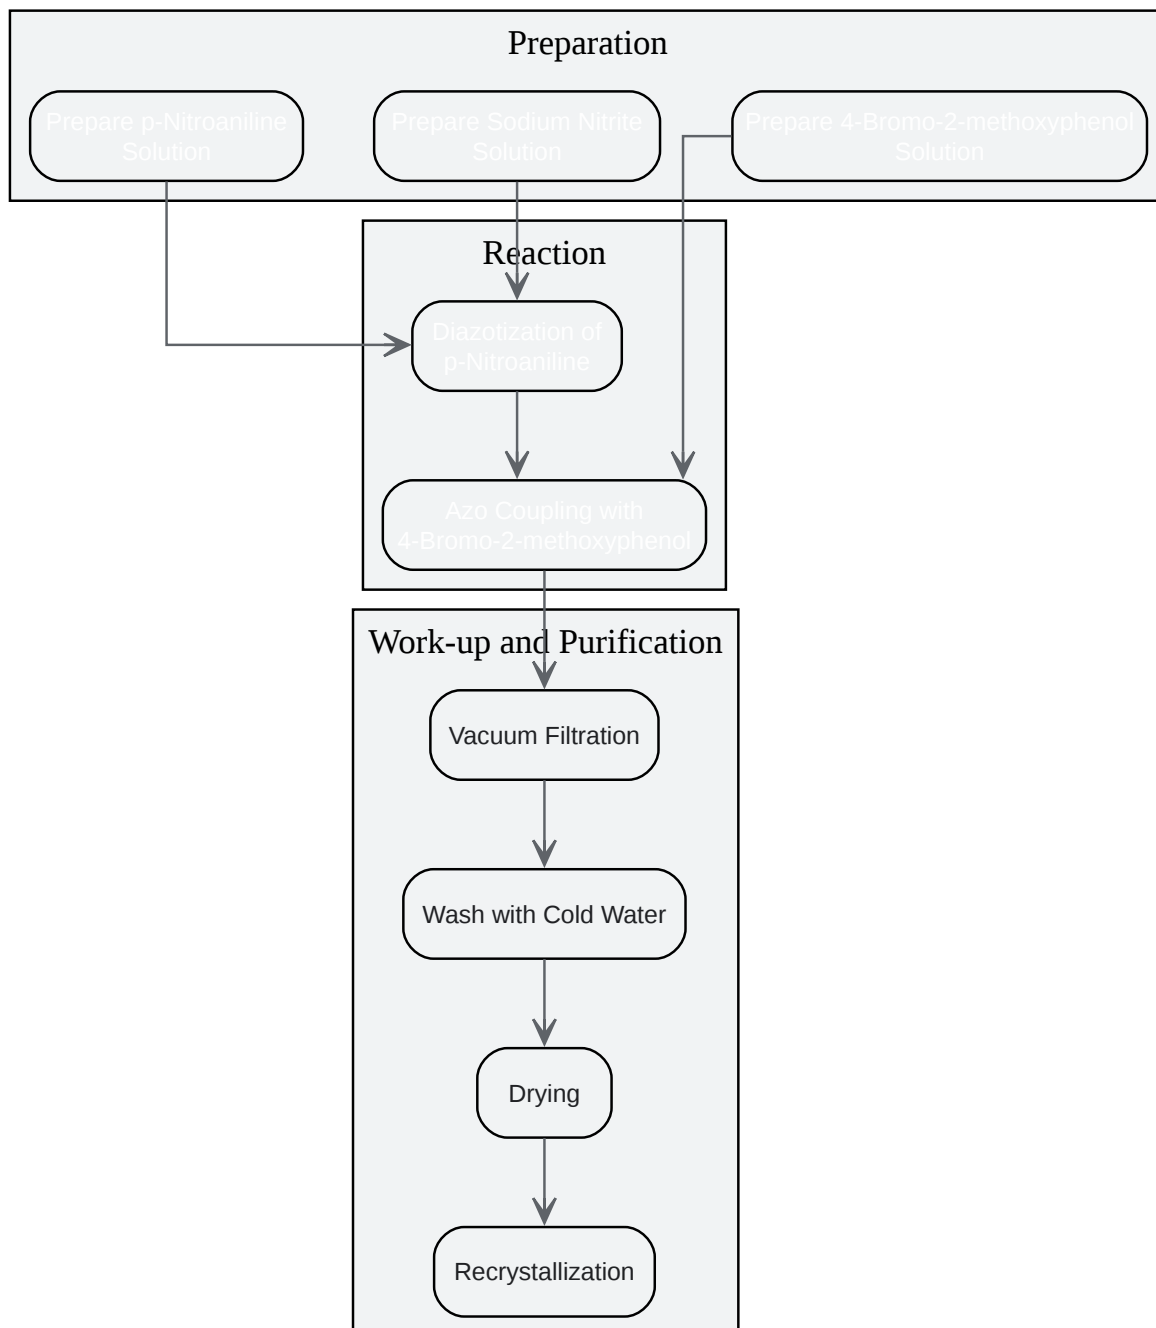 Preparation
Prepare p-Nitroaniline
Solution
Prepare Sodium Nitrite
Solution
Prepare 4-Bromo-2-methoxyphenol
Solution
Reaction
Diazotization of
p-Nitroaniline
Azo Coupling with
4-Bromo-2-methoxyphenol
Work-up and Purification
Vacuum Filtration
Wash with Cold Water
Drying
Recrystallization